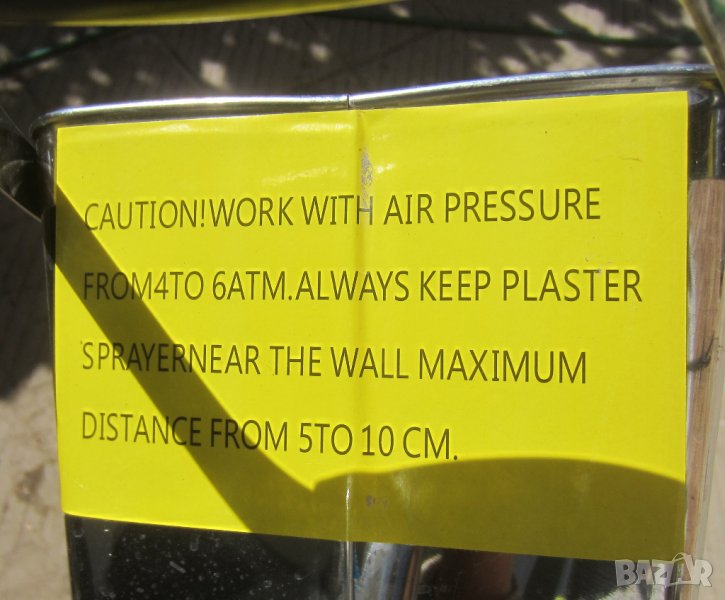 CAUTION!WORK WITH AIR PRESSURE
FROM4TO 6ATM.ALWAYS KEEP PLASTER
SPRAYERNEAR THE WALL MAXIMUM
DISTANCE FROM 5TO 10 CM.
BAZAR